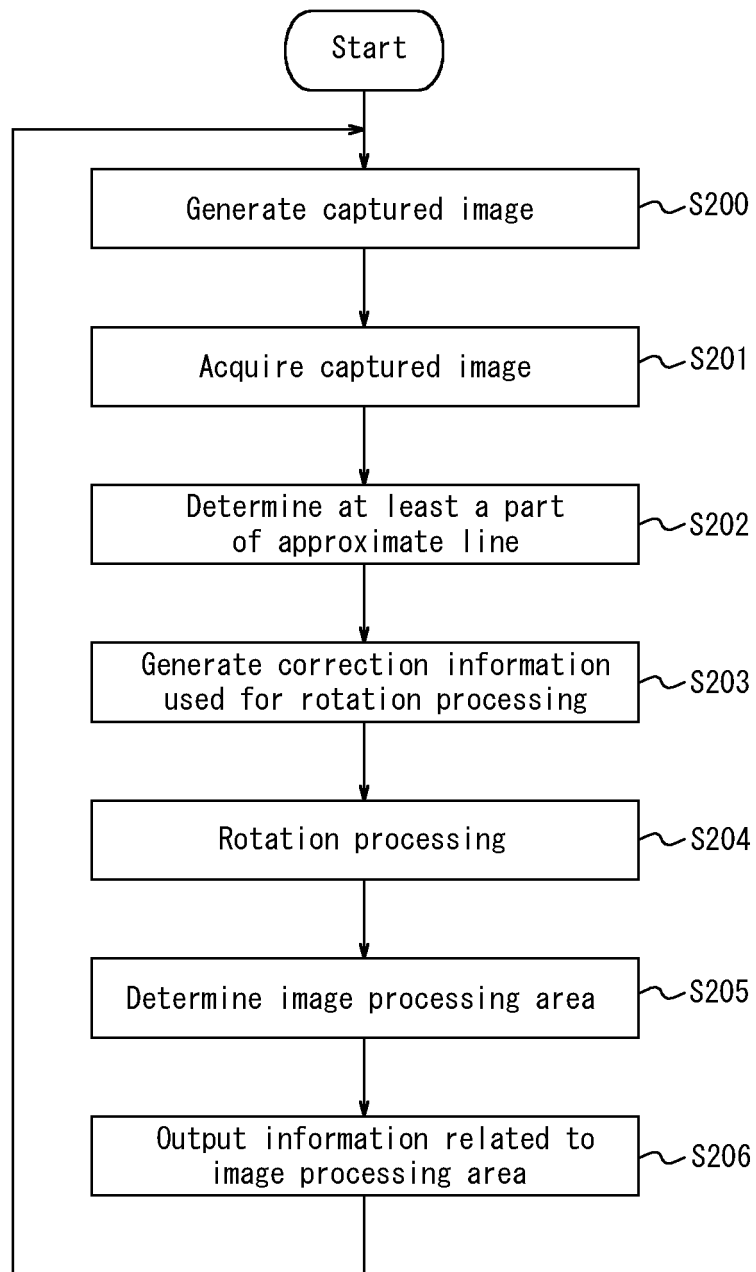 Start
Generate captured image
S200
Acquire captured image
S201
Determine at least a part
of approximate line
S202
Generate correction information
used for rotation processing
S203
Rotation processing
S204
Determine image processing area
S205
Output information related to
image processing area
S206